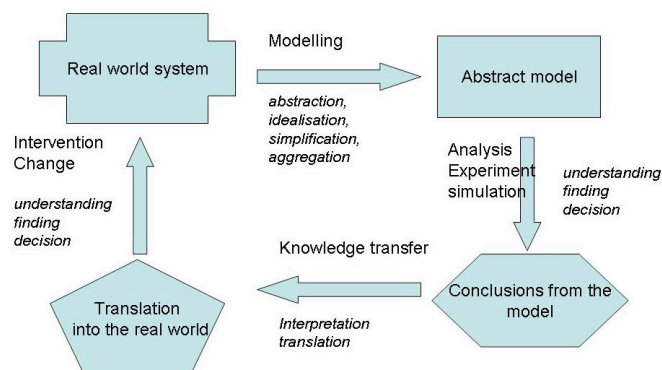 Real world system
Modelling
abstraction,
idealisation,
simplification,
aggregation
Abstract model
Analysis
Experiment
simulation
understanding
finding
decision
Conclusions from the
model
Knowledge transfer
Interpretation
translation
Translation
into the real world
Intervention
Change
understanding
finding
decision